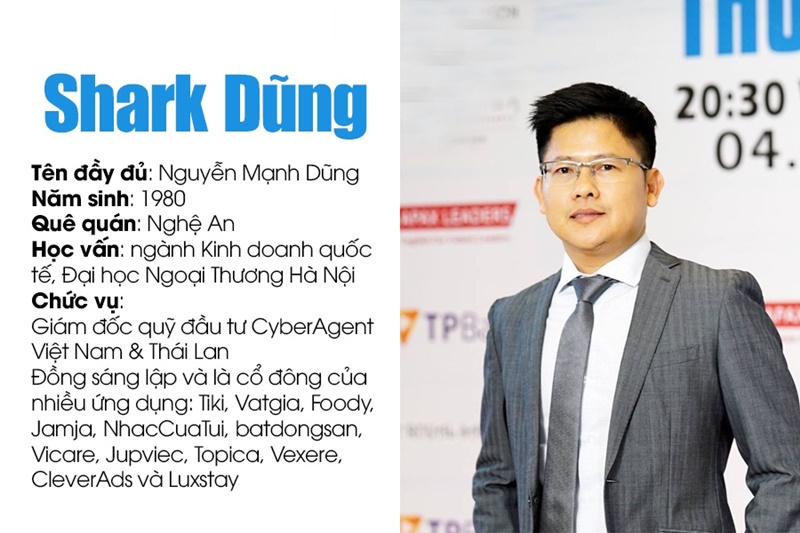 Shark Dũng
Tên đầy đủ: Nguyễn Mạnh Dũng
Năm sinh: 1980
Quê quán: Nghệ An
Học vấn: ngành Kinh doanh quốc
tế, Đại học Ngoại Thương Hà Nội
Chức vụ:
Giám đốc quỹ đầu tư CyberAgent
Việt Nam & Thái Lan
Đồng sáng lập và là cổ đông của
nhiều ứng dụng: Tiki, Vatgia, Foody,
Jamja, NhacCuaTui, batdongsan,
Vicare, Jupviec, Topica, Vexere,
CleverAds và Luxstay
20:30
04.
APAX LEADERS
TPBa